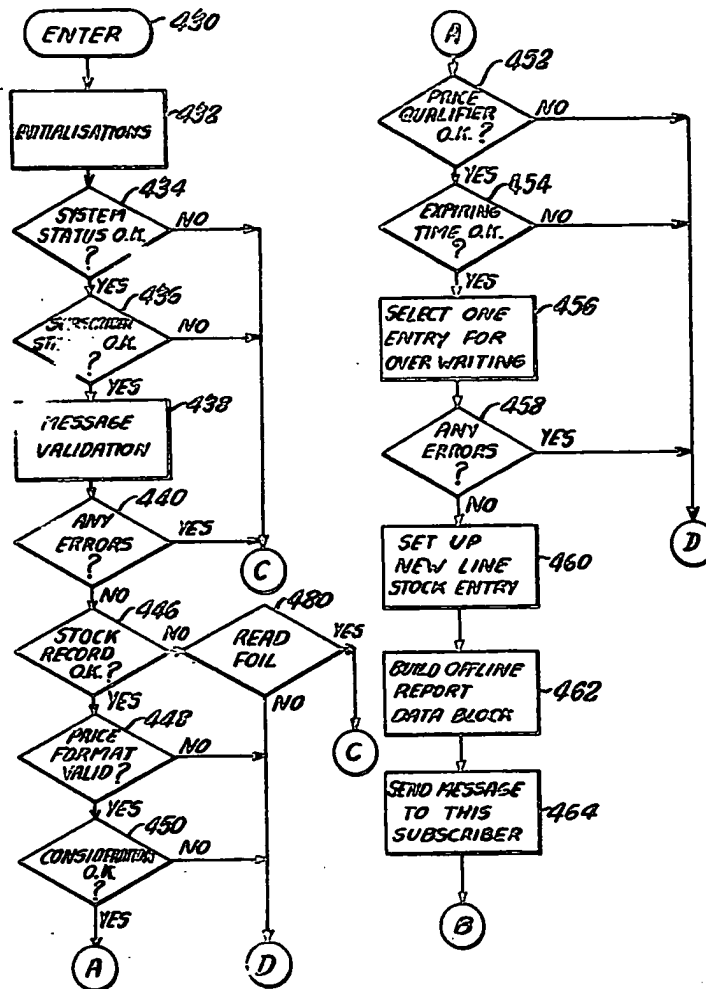 ENTER
430
INITIALISATIONS
432
SYSTEM
STATUS O.K.
?
434
NO
YES
O.K.
?
436
NO
YES
MESSAGE
VALIDATION
438
ANY
ERRORS
?
440
YES
C
NO
STOCK
RECORD
O.K.?
446
NO
READ
FOIL
480
YES
NO
C
YES
PRICE
FORMAT
VALID?
448
NO
YES
O.K.
?
450
NO
YES
A
D
A
PRICE
QUALIFIER
O.K.?
452
NO
YES
EXPIRING
TIME O.K.
?
454
NO
YES
SELECT ONE
ENTRY FOR
OVER WRITING
456
ANY
ERRORS
?
458
YES
D
NO
SET UP
NEW LINE
STOCK ENTRY
460
BUILD OFFLINE
REPORT
DATA BLOCK
462
SEND MESSAGE
TO THIS
SUBSCRIBER
464
B